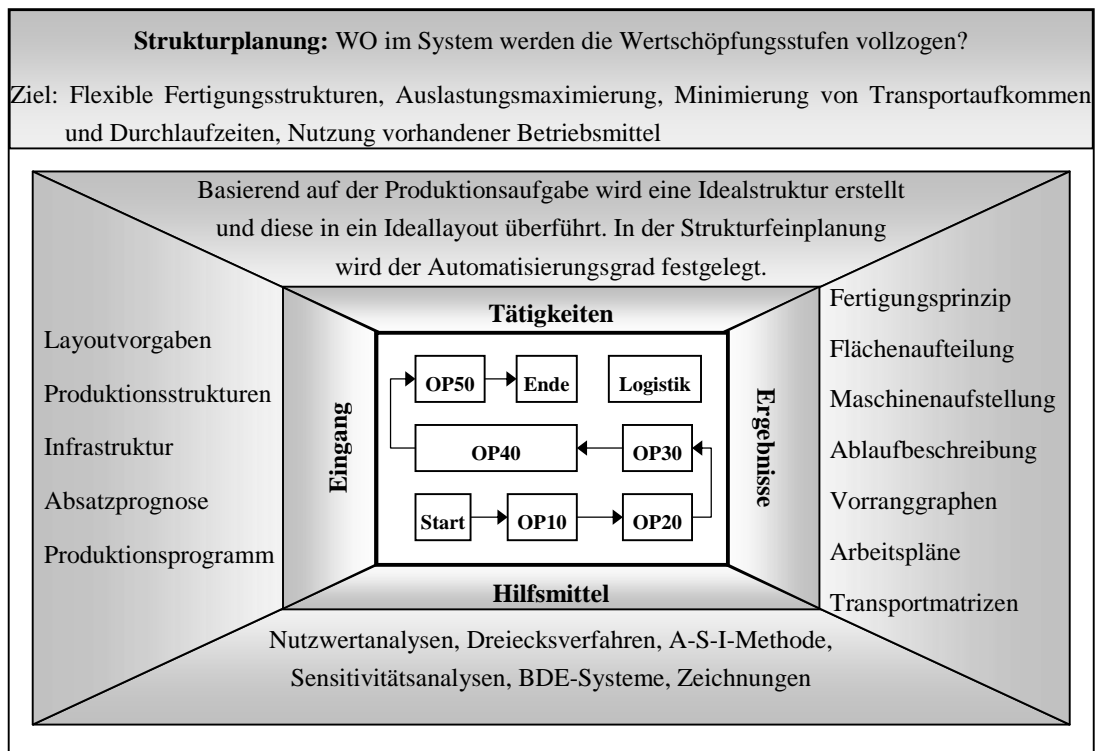 Strukturplanung: WO im System werden die Wertschöpfungsstufen vollzogen?
Ziel: Flexible Fertigungsstrukturen, Auslastungsmaximierung, Minimierung von Transportaufkommen
und Durchlaufzeiten, Nutzung vorhandener Betriebsmittel
Basierend auf der Produktionsaufgabe wird eine Idealstruktur erstellt
und diese in ein Ideallayout überführt. In der Strukturfeinplanung
wird der Automatisierungsgrad festgelegt.
Tätigkeiten
Layoutvorgaben
Produktionsstrukturen
Infrastruktur
Absatzprognose
Produktionsprogramm
Eingang
OP50
Ende
Logistik
OP40
OP30
Start
OP10
OP20
Ergebnisse
Fertigungsprinzip
Flächenaufteilung
Maschinenaufstellung
Ablaufbeschreibung
Vorranggraphen
Arbeitspläne
Transportmatrizen
Hilfsmittel
Nutzwertanalysen, Dreiecksverfahren, A-S-I-Methode,
Sensitivitätsanalysen, BDE-Systeme, Zeichnungen